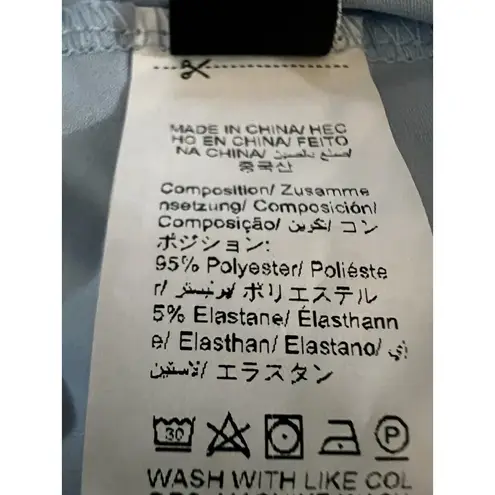 MADE IN CHINA/ HEC
HO EN CHINA/ FEITO
NA CHINA/ صنع بالصين/
중국산
Composition/ Zusamme
nsetzung/ Composición/
Composição/ تكوين/ コン
ポジション:
95% Polyester/ Poliéste
r/ بوليستر/ ポリエステル
5% Elastane/ Élasthann
e/ Elasthan/ Elastano/ إي
لاستين/ エラスタン
30 P
WASH WITH LIKE COL